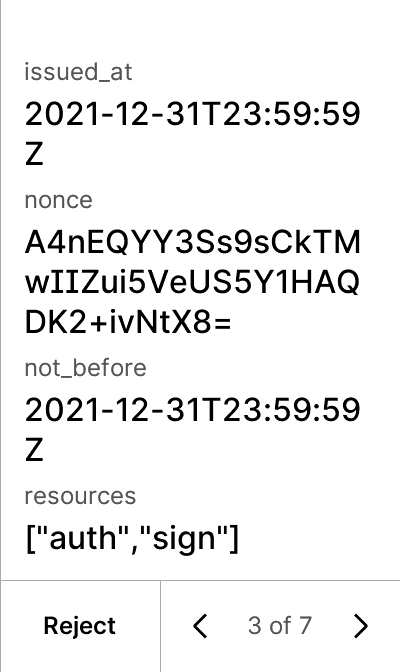 issued_at
2021-12-31T23:59:59
Z
nonce
A4nEQYY3Ss9sCkTM
wIIZui5VeUS5Y1HAQ
DK2+ivNtX8=
not_before
2021-12-31T23:59:59
Z
resources
["auth","sign"]
Reject
3 of 7